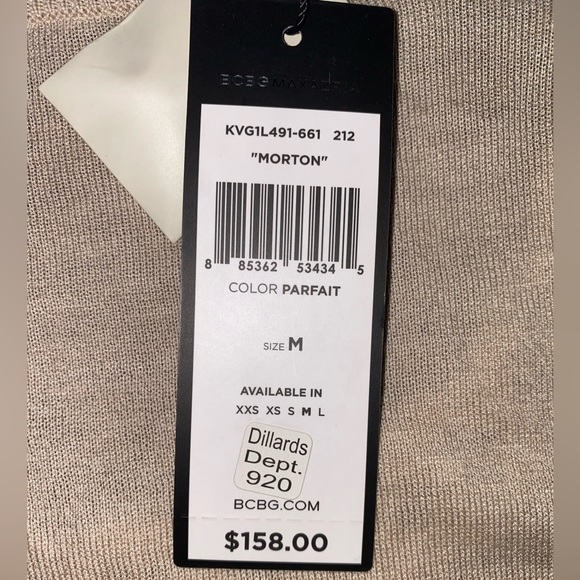 BCBGMAXAZRIA
KVG1L491-661 212
"MORTON"
8 85362 53434 5
COLOR PARFAIT
SIZE M
AVAILABLE IN
XXS XS S M L
Dillards
Dept.
920
BCBG.COM
$158.00